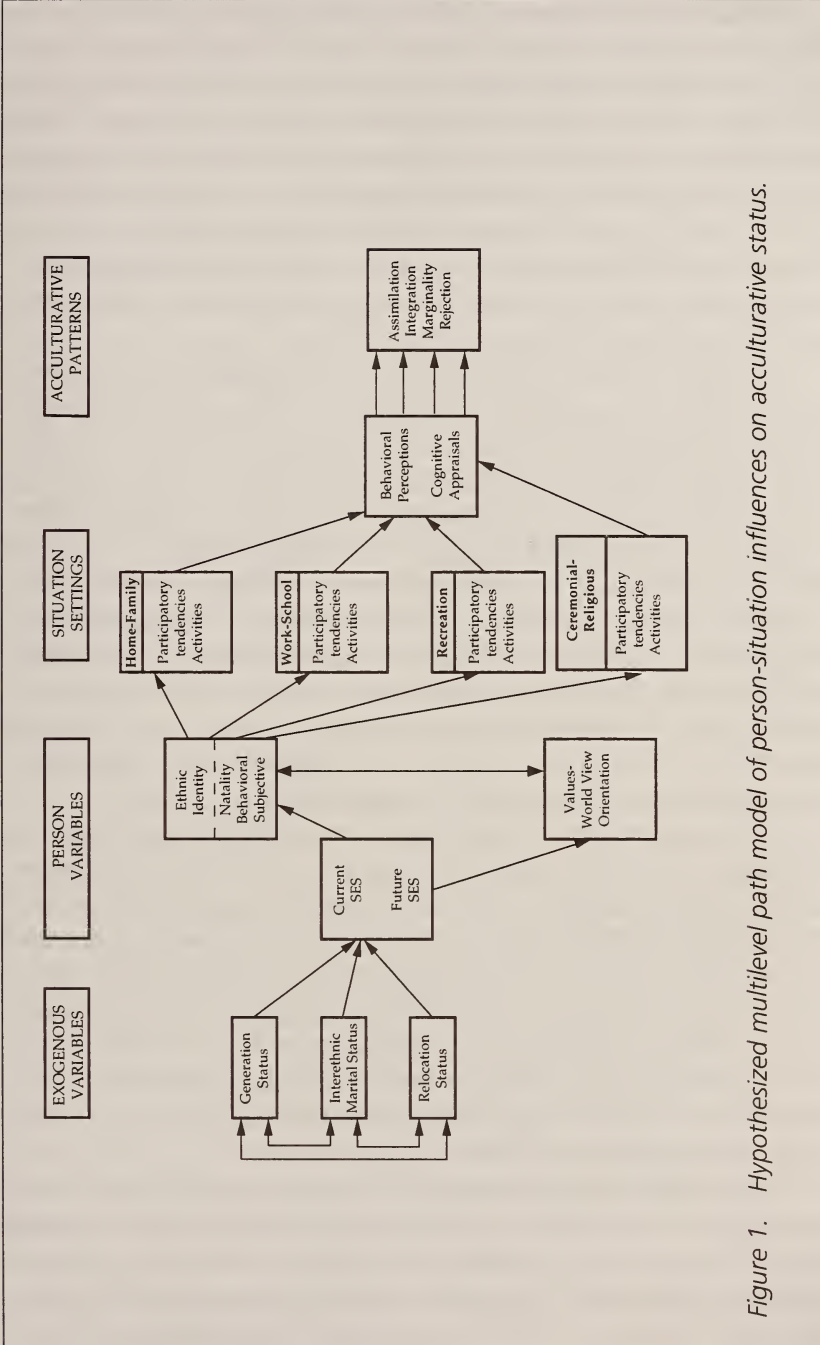 EXOGENOUS
VARIABLES
PERSON
VARIABLES
SITUATION
SETTINGS
ACCULTURATIVE
PATTERNS
Generation
Status
Interethnic
Marital Status
Relocation
Status
Current
SES
Future
SES
Ethnic
Identity
Natality
Behavioral
Subjective
Values-
World View
Orientation
Home-Family
Participatory
tendencies
Activities
Work-School
Participatory
tendencies
Activities
Recreation
Participatory
tendencies
Activities
Ceremonial-
Religious
Participatory
tendencies
Activities
Behavioral
Perceptions
Cognitive
Appraisals
Assimilation
Integration
Marginality
Rejection
Figure 1. Hypothesized multilevel path model of person-situation influences on acculturative status.